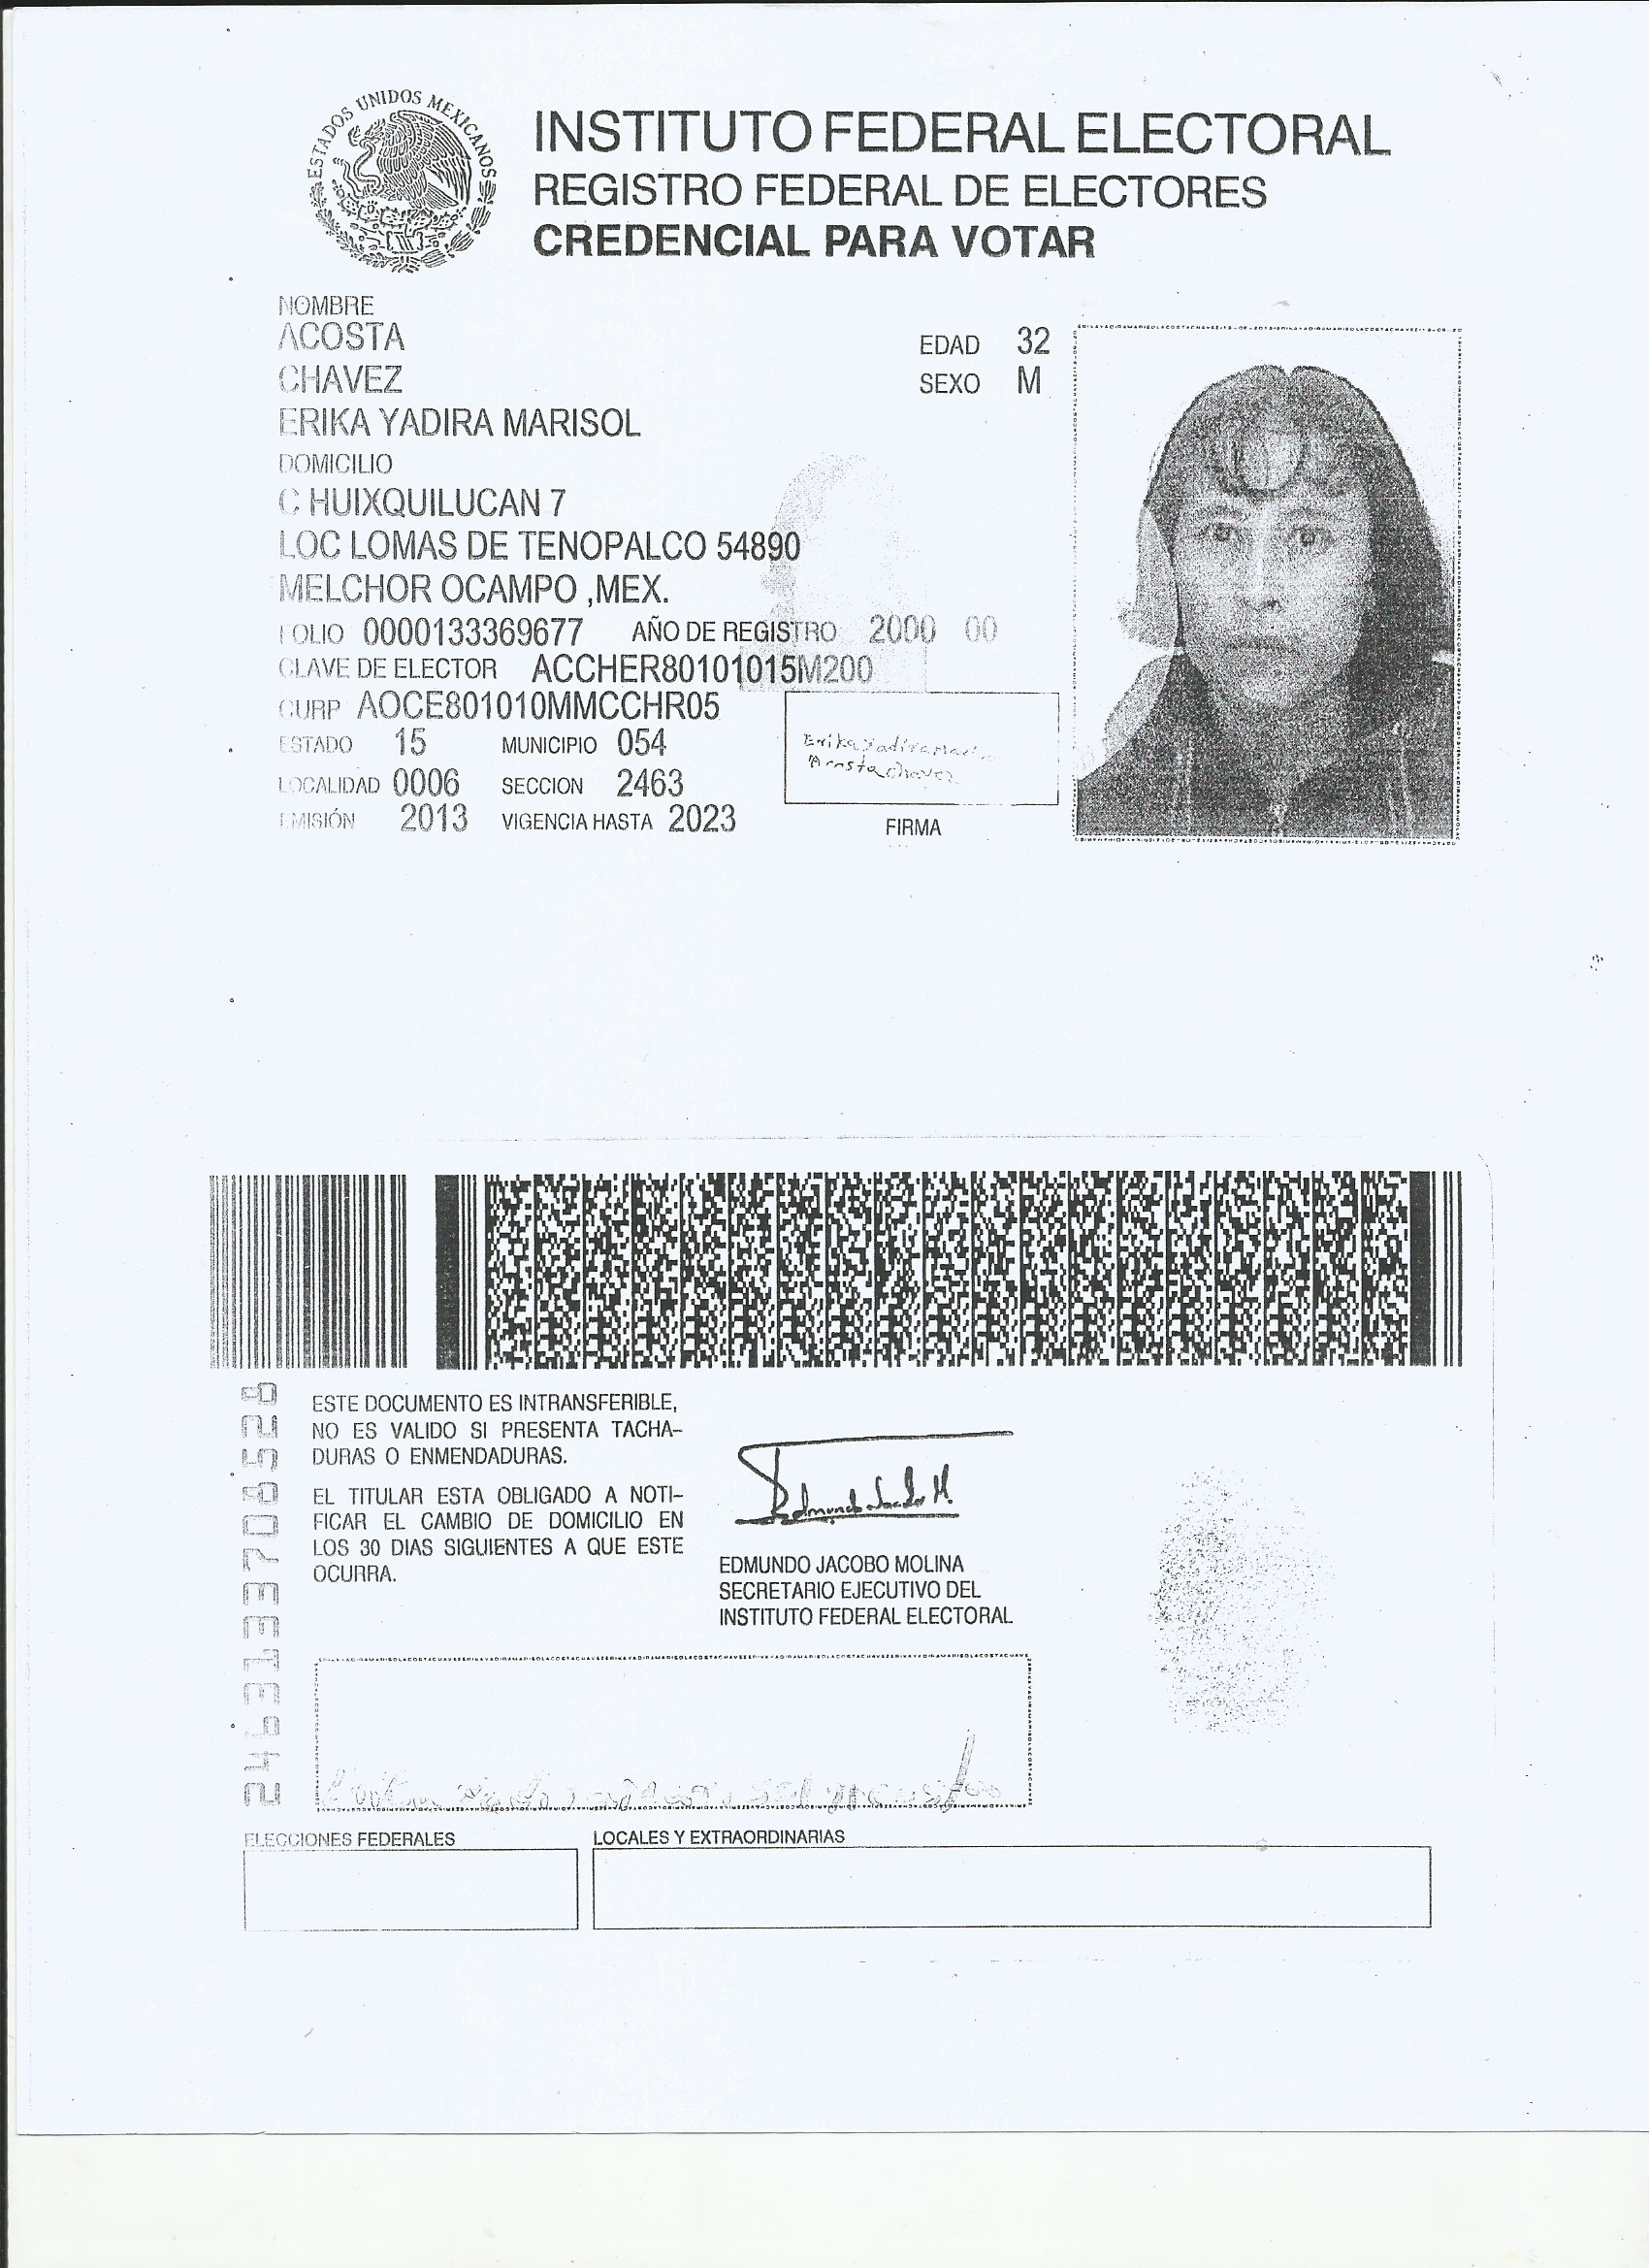 ESTADOS UNIDOS MEXICANOS
INSTITUTO FEDERAL ELECTORAL
REGISTRO FEDERAL DE ELECTORES
CREDENCIAL PARA VOTAR
NOMBRE
ACOSTA
CHAVEZ
ERIKA YADIRA MARISOL
EDAD 32
SEXO M
DOMICILIO
C HUIXQUILUCAN 7
LOC LOMAS DE TENOPALCO 54890
MELCHOR OCAMPO ,MEX.
FOLIO 0000133369677 AÑO DE REGISTRO 2000 00
CLAVE DE ELECTOR ACCHER80101015M200
CURP AOCE801010MMCCHR05
ESTADO 15 MUNICIPIO 054
LOCALIDAD 0006 SECCION 2463
EMISIÓN 2013 VIGENCIA HASTA 2023
Erika Yadira
Acosta Chavez
FIRMA
ESTE DOCUMENTO ES INTRANSFERIBLE,
NO ES VALIDO SI PRESENTA TACHA-
DURAS O ENMENDADURAS.
EL TITULAR ESTA OBLIGADO A NOTI-
FICAR EL CAMBIO DE DOMICILIO EN
LOS 30 DIAS SIGUIENTES A QUE ESTE
OCURRA.
Edmundo Jacobo M.
EDMUNDO JACOBO MOLINA
SECRETARIO EJECUTIVO DEL
INSTITUTO FEDERAL ELECTORAL
ELECCIONES FEDERALES
LOCALES Y EXTRAORDINARIAS